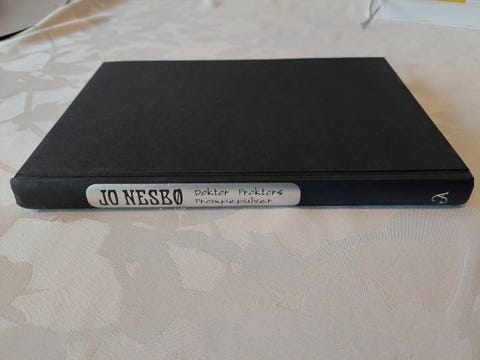 JO NESBØ
Doktor Proktors
Prompepulver
A